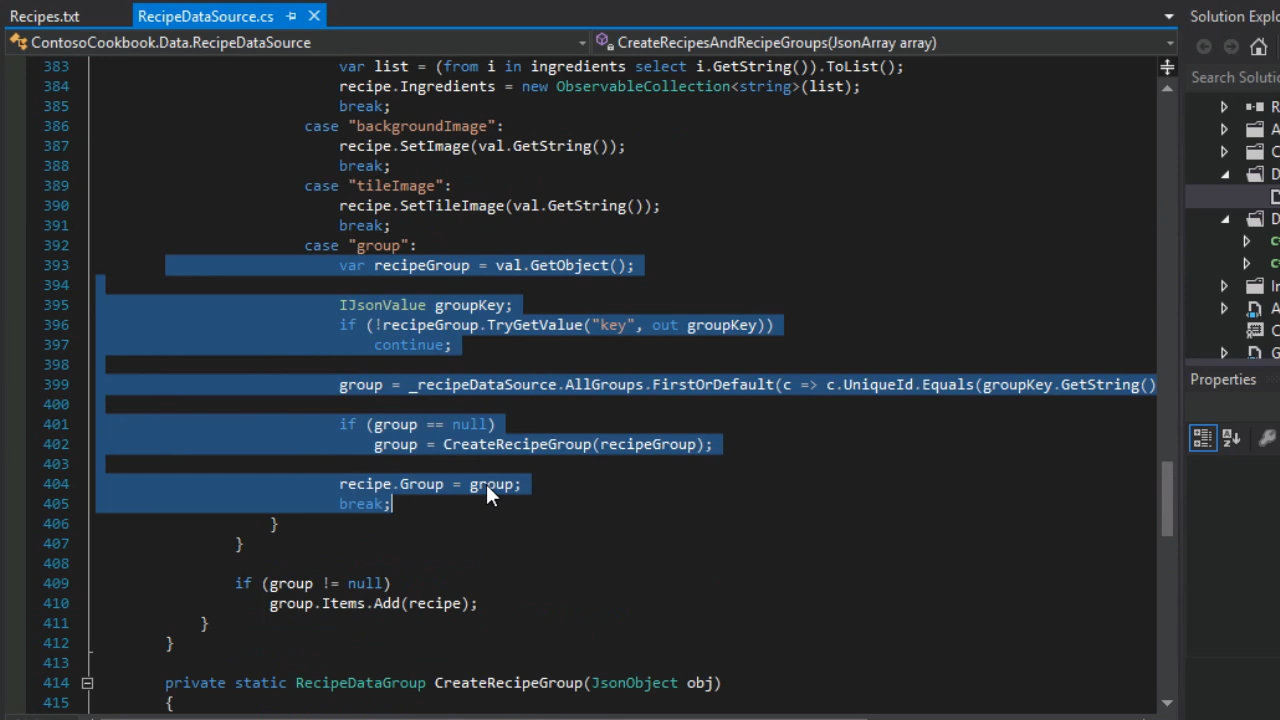 Recipes.txt RecipeDataSource.cs Solution Explo
ContosoCookbook.Data.RecipeDataSource CreateRecipesAndRecipeGroups(JsonArray array)
Search Solutio
383 var list = (from i in ingredients select i.GetString()).ToList();
384 recipe.Ingredients = new ObservableCollection<string>(list);
385 break;
386 case "backgroundImage":
387 recipe.SetImage(val.GetString());
388 break;
389 case "tileImage":
390 recipe.SetTileImage(val.GetString());
391 break;
392 case "group":
393 var recipeGroup = val.GetObject();
394
395 IJsonValue groupKey;
396 if (!recipeGroup.TryGetValue("key", out groupKey))
397 continue;
398
399 group = _recipeDataSource.AllGroups.FirstOrDefault(c => c.UniqueId.Equals(groupKey.GetString()
400
401 if (group == null)
402 group = CreateRecipeGroup(recipeGroup);
403
404 recipe.Group = group;
405 break;
406 }
407 }
408
409 if (group != null)
410 group.Items.Add(recipe);
411 }
412 }
413
414 private static RecipeDataGroup CreateRecipeGroup(JsonObject obj)
415 {
Properties